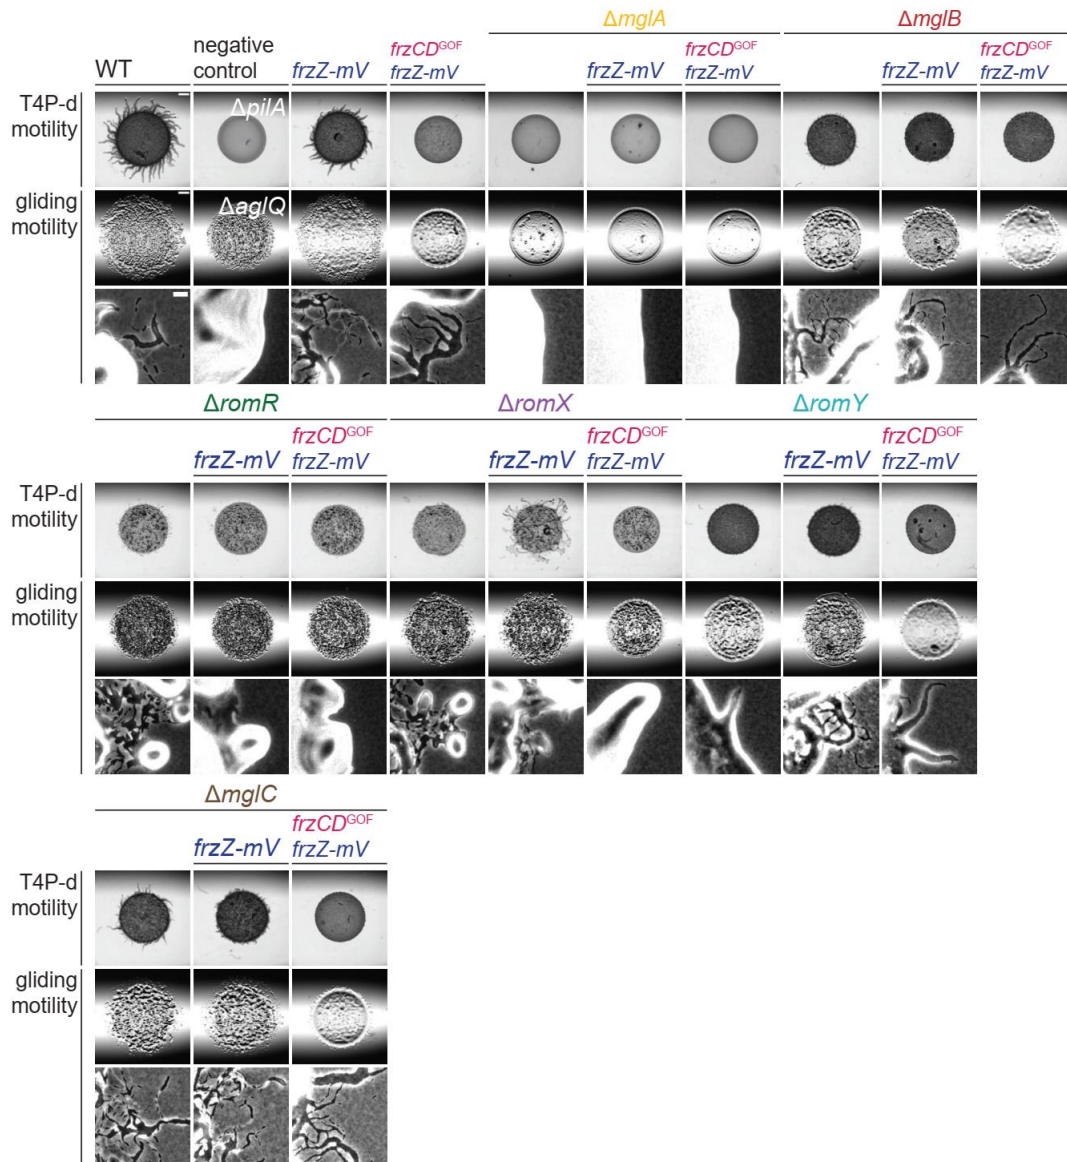 ΔmglA ΔmglB
WT negative control frzZ-mV frzCD^GOF frzZ-mV frzZ-mV frzCD^GOF frzZ-mV frzZ-mV frzCD^GOF frzZ-mV
T4P-d motility ΔpilA
gliding motility ΔaglQ
ΔromR ΔromX ΔromY
frzZ-mV frzCD^GOF frzZ-mV frzZ-mV frzCD^GOF frzZ-mV frzZ-mV frzCD^GOF frzZ-mV
T4P-d motility
gliding motility
ΔmglC
frzZ-mV frzCD^GOF frzZ-mV
T4P-d motility
gliding motility